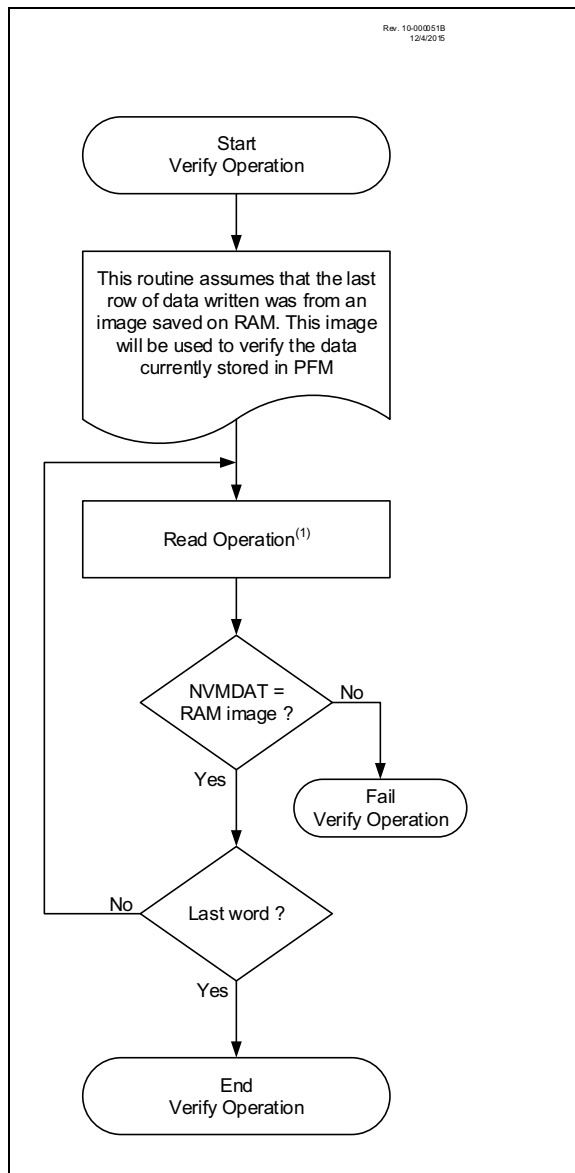 Rev. 10-000051B
12/4/2015
Start
Verify Operation
This routine assumes that the last
row of data written was from an
image saved on RAM. This image
will be used to verify the data
currently stored in PFM
Read Operation(1)
NVMDAT =
RAM image ?
No
Yes
Fail
Verify Operation
Last word ?
No
Yes
End
Verify Operation